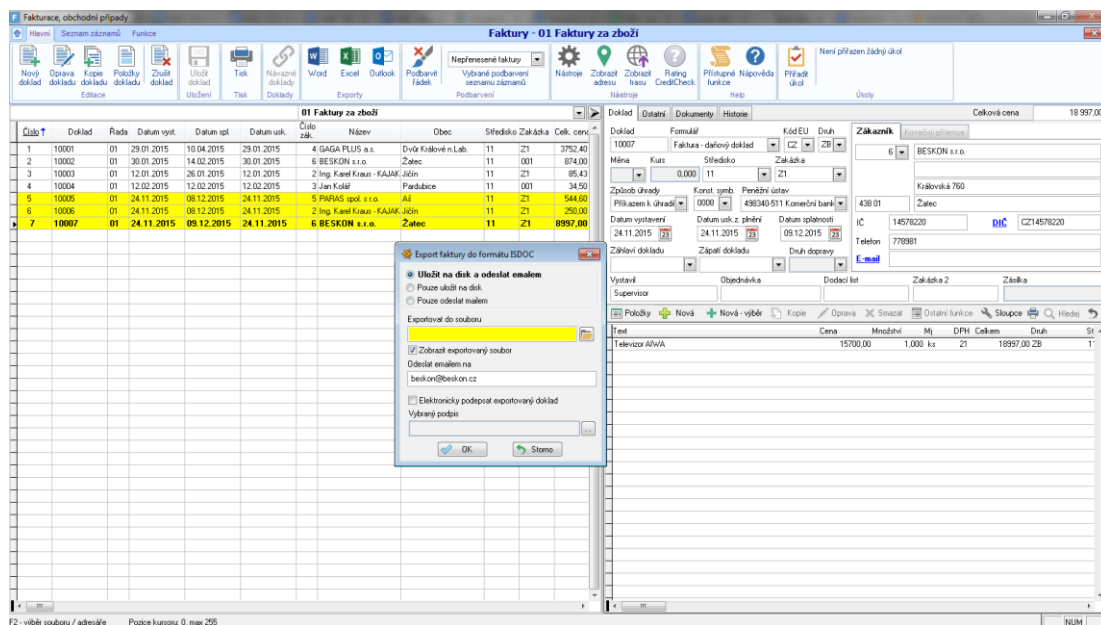 Fakturace, obchodní případy
Hlavní Seznam záznamů Funkce
Faktury - 01 Faktury za zboží
Nový doklad Oprava dokladu Kopie dokladu Položky dokladu Zrušit doklad Uložit doklad Tisk Návazné doklady Word Excel Outlook Podbarvit řádek
Nepřenesené faktury
Vybrané podbarvení seznamu záznamů
Nástroje Zobrazit adresu Zobrazit trasu Rating CreditCheck Přístupné funkce Nápověda Přiřadit úkol
Není přiřazen žádný úkol
Editace Uložení Tisk Doklady Exporty Podbarvení Nástroje Help Úkoly
01 Faktury za zboží
Číslo Doklad Řada Datum vyst. Datum spl. Datum usk. Číslo zák. Název Obec Středisko Zakázka Celk. cena
1 10001 01 29.01.2015 10.04.2015 29.01.2015 4 GAGA PLUS a.s. Dvůr Králové n.Lab. 11 Z1 3752,40
2 10002 01 30.01.2015 14.02.2015 30.01.2015 6 BESKON s.r.o. Žatec 11 001 874,00
3 10003 01 12.01.2015 26.01.2015 12.01.2015 2 Ing. Karel Kraus - KAJAK Jičín 11 Z1 85,43
4 10004 01 12.02.2015 12.02.2015 12.02.2015 3 Jan Kolář Pardubice 11 001 34,50
5 10005 01 24.11.2015 08.12.2015 24.11.2015 5 PARAS spol. s r.o. Aš 11 Z1 544,60
6 10006 01 24.11.2015 08.12.2015 24.11.2015 2 Ing. Karel Kraus - KAJAK Jičín 11 Z1 250,00
7 10007 01 24.11.2015 09.12.2015 24.11.2015 6 BESKON s.r.o. Žatec 11 Z1 8997,00
Export faktury do formátu ISDOC
Uložit na disk a odeslat emalem
Pouze uložit na disk
Pouze odeslat mailem
Exportovat do souboru
Zobrazit exportovaný soubor
Odeslat emailem na
beskon@beskon.cz
Elektronicky podepsat exportovaný doklad
Vybraný podpis
...
OK Storno
Doklad Ostatní Dokumenty Historie
Celková cena 18 997,00
Doklad Formulář Kód EU Druh
10007 Faktura - daňový doklad CZ ZB
Měna Kurs Středisko Zakázka
0,000 11 Z1
Způsob úhrady Konst. symb. Peněžní ústav
Příkazem k úhradě 0008 498340-511 Komerční bank
Datum vystavení Datum usk. z. plnění Datum splatnosti
24.11.2015 23 24.11.2015 23 09.12.2015 23
Záhlaví dokladu Zápatí dokladu Druh dopravy
Zákazník Konečný příjemce
6 BESKON s.r.o.
Královská 760
438 01 Žatec
IČ 14578220 DIČ CZ14578220
Telefon 778981
E-mail
Vystavil Objednávka Dodací list Zakázka 2 Zásilka
Supervisor
Položky Nová Nová - výběr Kopie Oprava Smazat Ostatní funkce Sloupce Hledej
Text Cena Množství Mj DPH Celkem Druh St
Televizor AIWA 15700,00 1,000 ks 21 18997,00 ZB 1
F2 - výběr souboru / adresáře Pozice kursoru: 0, max 255
NUM